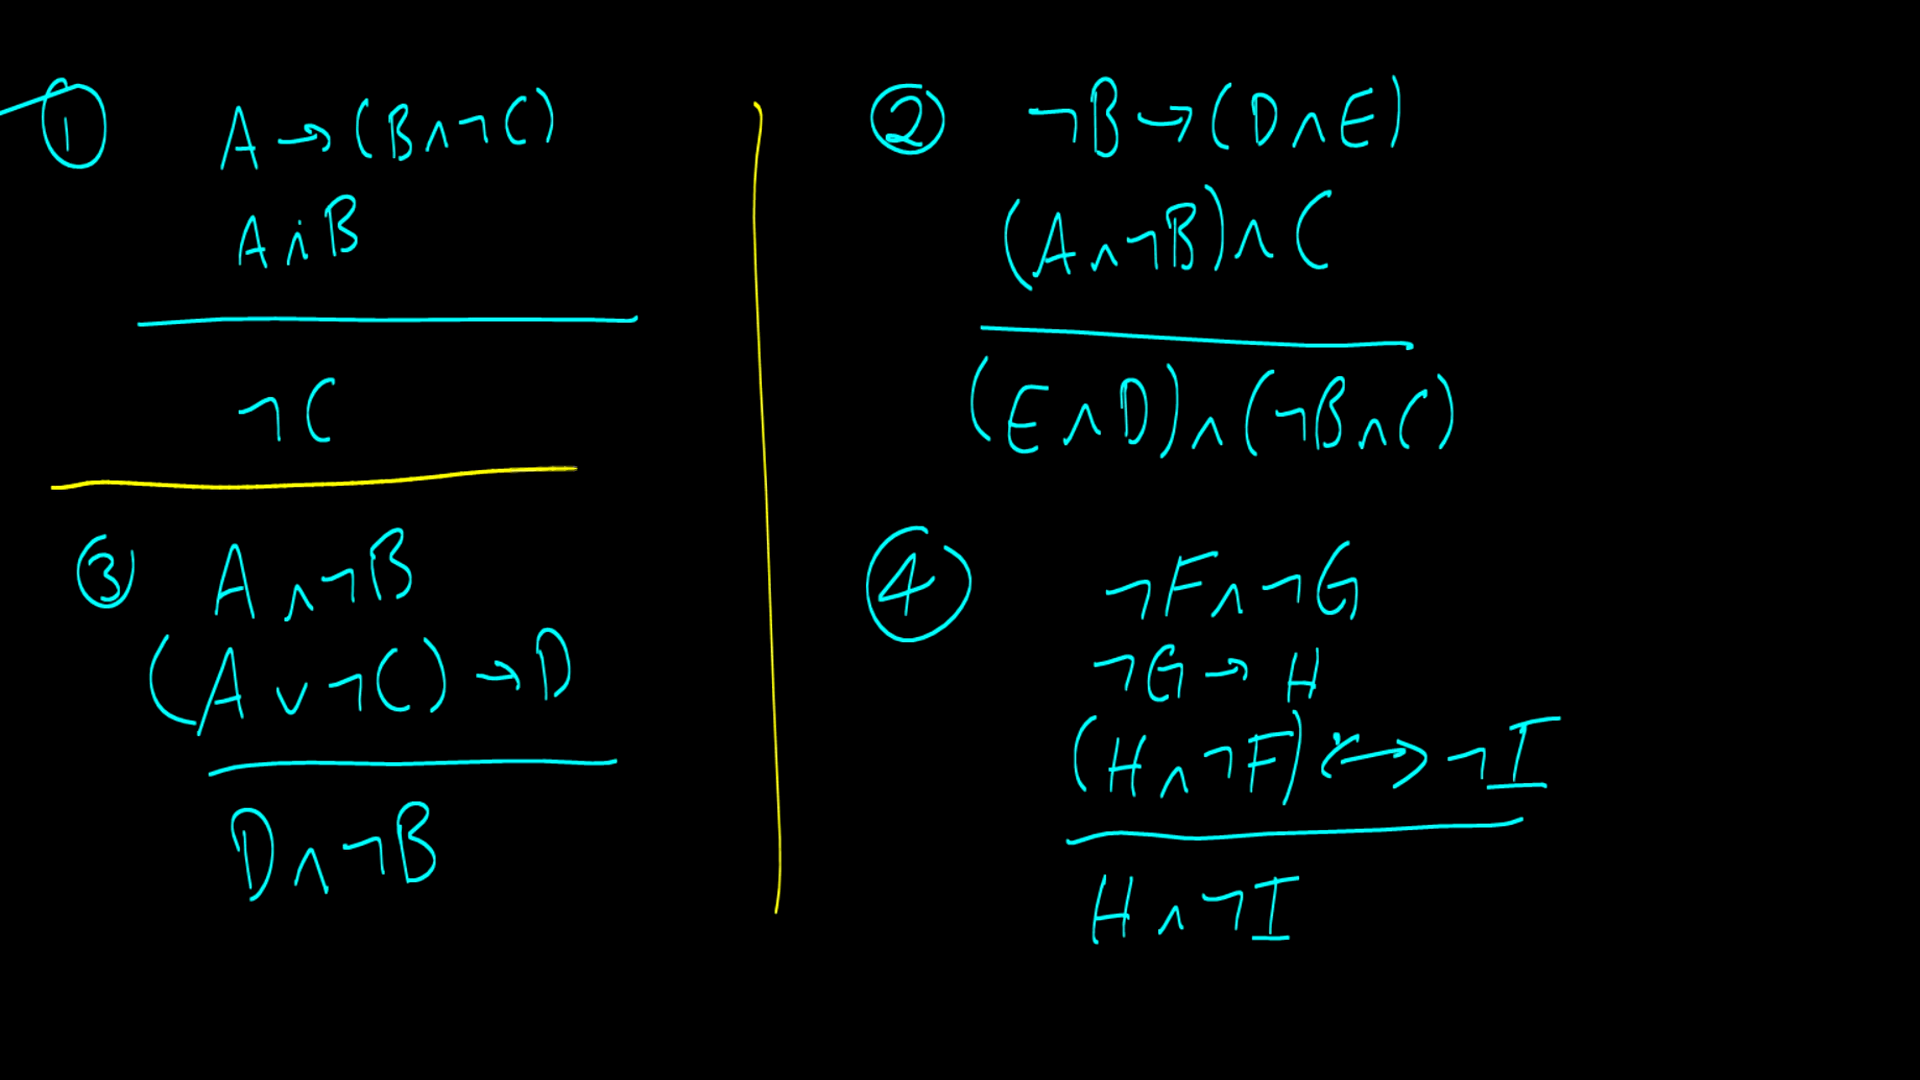 ① A → (B ∧ ¬C)
A ∧ B
¬C
② ¬B → (D ∧ E)
(A ∧ ¬B) ∧ C
(E ∧ D) ∧ (¬B ∧ C)
③ A ∧ ¬B
(A ∨ ¬C) → D
D ∧ ¬B
④ ¬F ∧ ¬G
¬G → H
(H ∧ ¬F) ↔ ¬I
H ∧ ¬I